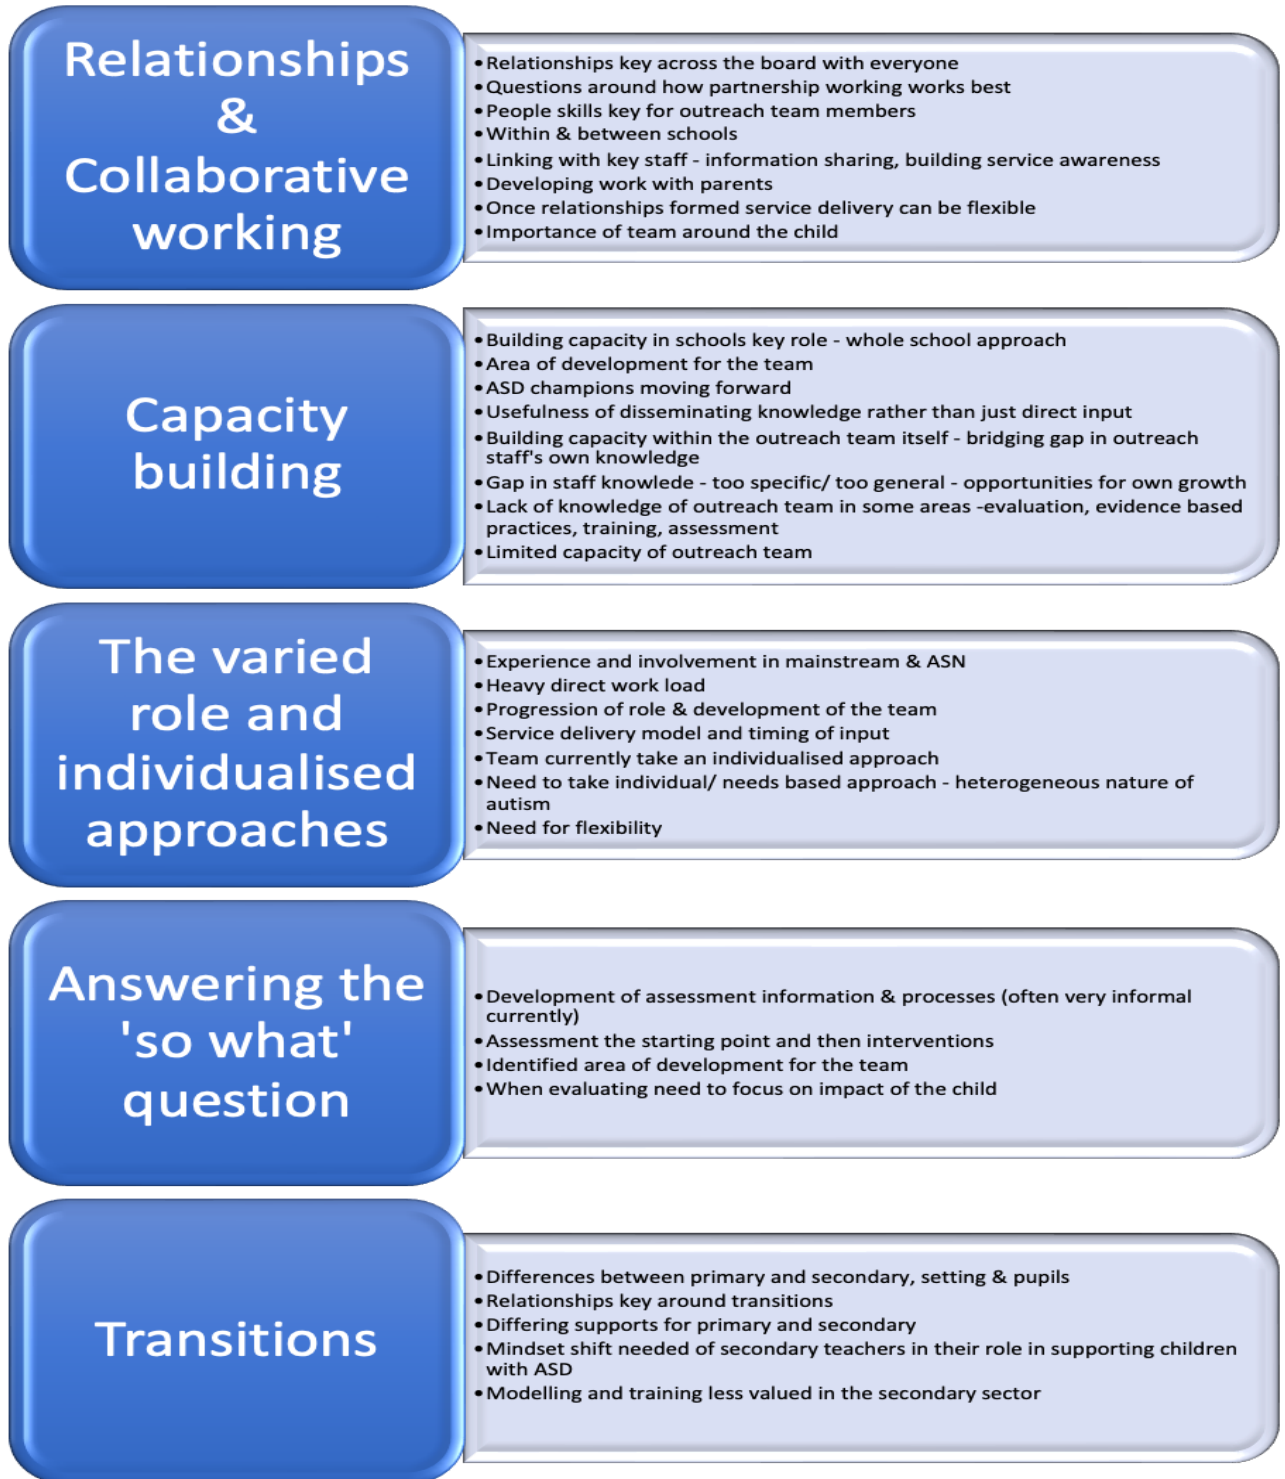 Relationships
&
Collaborative
working
•Relationships key across the board with everyone
•Questions around how partnership working works best
•People skills key for outreach team members
•Within & between schools
•Linking with key staff - information sharing, building service awareness
•Developing work with parents
•Once relationships formed service delivery can be flexible
•Importance of team around the child
Capacity
building
•Building capacity in schools key role - whole school approach
•Area of development for the team
•ASD champions moving forward
•Usefulness of disseminating knowledge rather than just direct input
•Building capacity within the outreach team itself - bridging gap in outreach
staff's own knowledge
•Gap in staff knowlede - too specific/ too general - opportunities for own growth
•Lack of knowledge of outreach team in some areas -evaluation, evidence based
practices, training, assessment
•Limited capacity of outreach team
The varied
role and
individualised
approaches
•Experience and involvement in mainstream & ASN
•Heavy direct work load
•Progression of role & development of the team
•Service delivery model and timing of input
•Team currently take an individualised approach
•Need to take individual/ needs based approach - heterogeneous nature of
autism
•Need for flexibility
Answering the
'so what'
question
•Development of assessment information & processes (often very informal
currently)
•Assessment the starting point and then interventions
•Identified area of development for the team
•When evaluating need to focus on impact of the child
Transitions
•Differences between primary and secondary, setting & pupils
•Relationships key around transitions
•Differing supports for primary and secondary
•Mindset shift needed of secondary teachers in their role in supporting children
with ASD
•Modelling and training less valued in the secondary sector